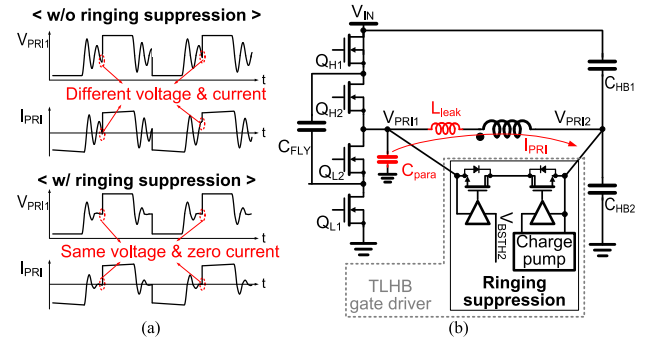 < w/o ringing suppression >
VPRI1
t
Different voltage & current
IPRI
t
< w/ ringing suppression >
VPRI1
t
Same voltage & zero current
IPRI
t
(a)
VIN
QH1
QH2
CFLY
QL2
QL1
VPRI1
Lleak
VPRI2
IPRI
Cpara
CHB1
CHB2
VBSTH2
Charge
pump
Ringing
suppression
TLHB
gate driver
(b)